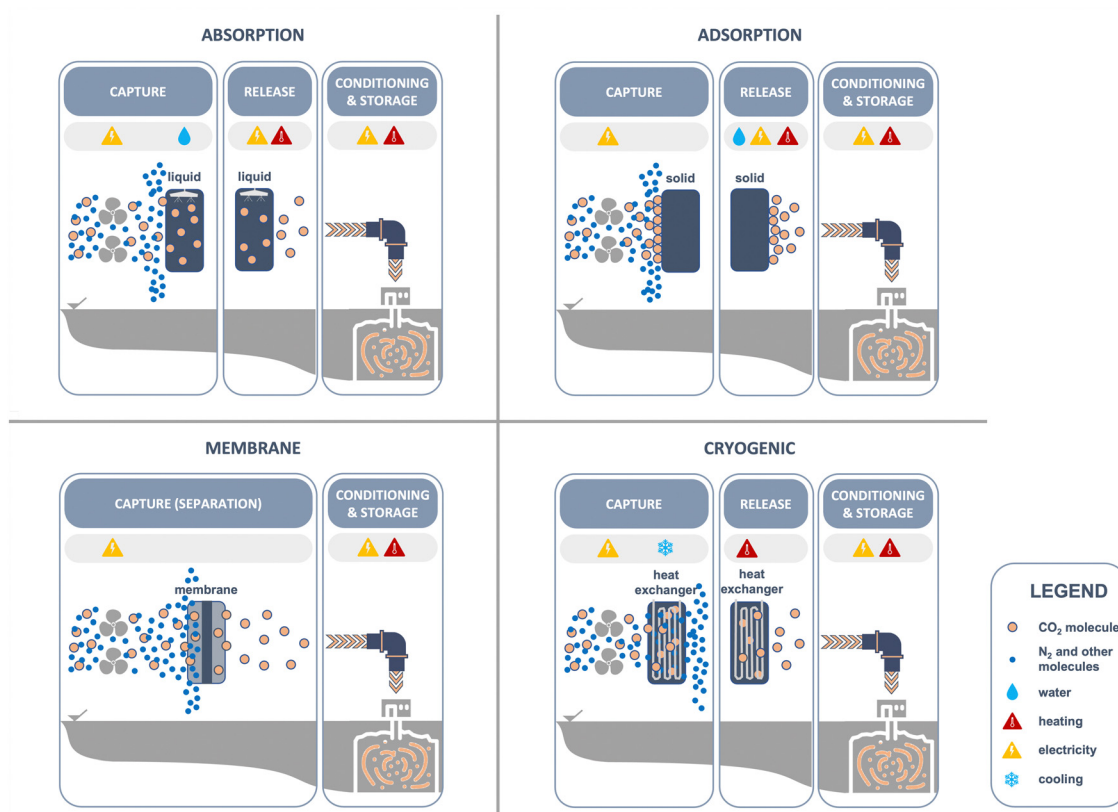 ABSORPTION
CAPTURE
RELEASE
CONDITIONING
& STORAGE
liquid
liquid
ADSORPTION
CAPTURE
RELEASE
CONDITIONING
& STORAGE
solid
solid
MEMBRANE
CAPTURE (SEPARATION)
CONDITIONING
& STORAGE
membrane
CRYOGENIC
CAPTURE
RELEASE
CONDITIONING
& STORAGE
heat
exchanger
heat
exchanger
LEGEND
CO₂ molecule
N₂ and other
molecules
water
heating
electricity
cooling